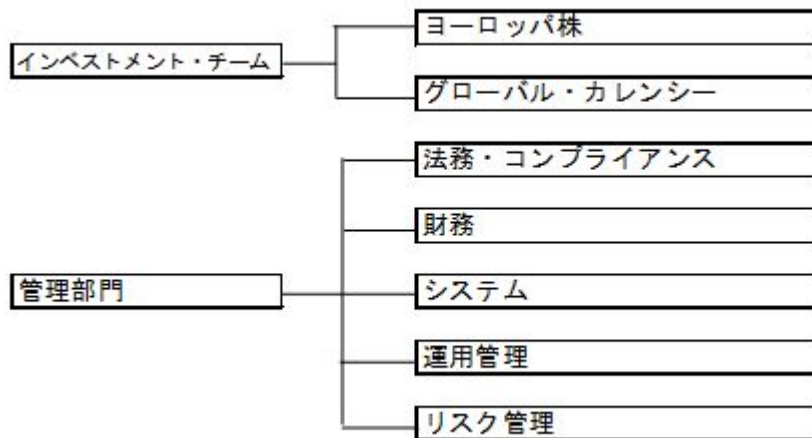 ヨーロッパ株
インベストメント・チーム
グローバル・カレンシー
法務・コンプライアンス
財務
管理部門
システム
運用管理
リスク管理